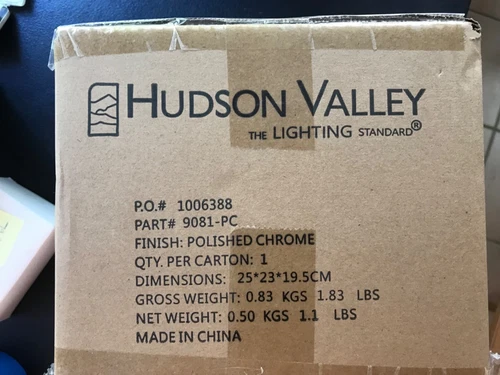 HUDSON VALLEY
THE LIGHTING STANDARD®
P.O.# 1006388
PART# 9081-PC
FINISH: POLISHED CHROME
QTY. PER CARTON: 1
DIMENSIONS: 25*23*19.5CM
GROSS WEIGHT: 0.83 KGS 1.83 LBS
NET WEIGHT: 0.50 KGS 1.1 LBS
MADE IN CHINA